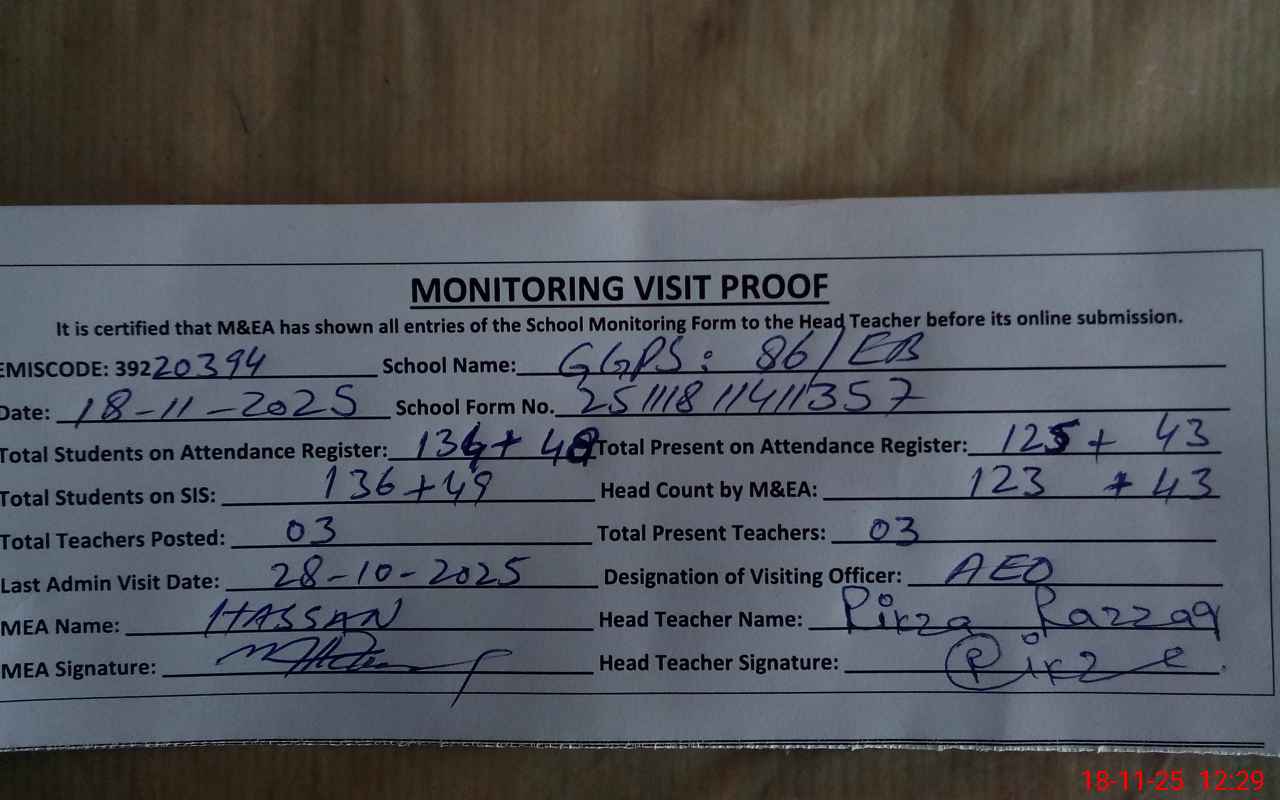 MONITORING VISIT PROOF
It is certified that M&EA has shown all entries of the School Monitoring Form to the Head Teacher before its online submission.
EMISCODE: 39220394 School Name: GGPS: 86/EB
Date: 18-11-2025 School Form No. 25111811411357
Total Students on Attendance Register: 136+ 49 Total Present on Attendance Register: 125+ 43
Total Students on SIS: 136+49 Head Count by M&EA: 123 + 43
Total Teachers Posted: 03 Total Present Teachers: 03
Last Admin Visit Date: 28-10-2025 Designation of Visiting Officer: AEO
MEA Name: HASSAN Head Teacher Name: Razzaq
MEA Signature: Head Teacher Signature:
18-11-25 12:29